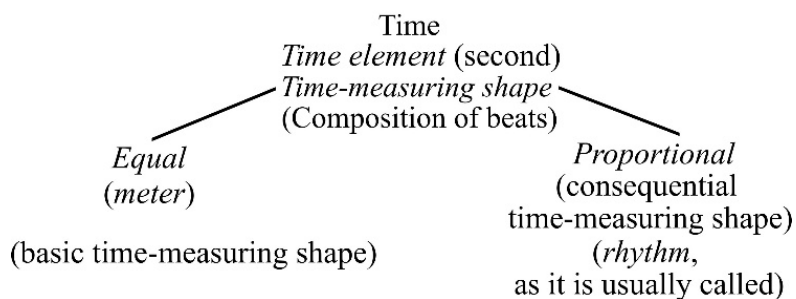 Time
Time element (second)
Time-measuring shape
(Composition of beats)
Equal
(meter)
(basic time-measuring shape)
Proportional
(consequential
time-measuring shape)
(rhythm,
as it is usually called)